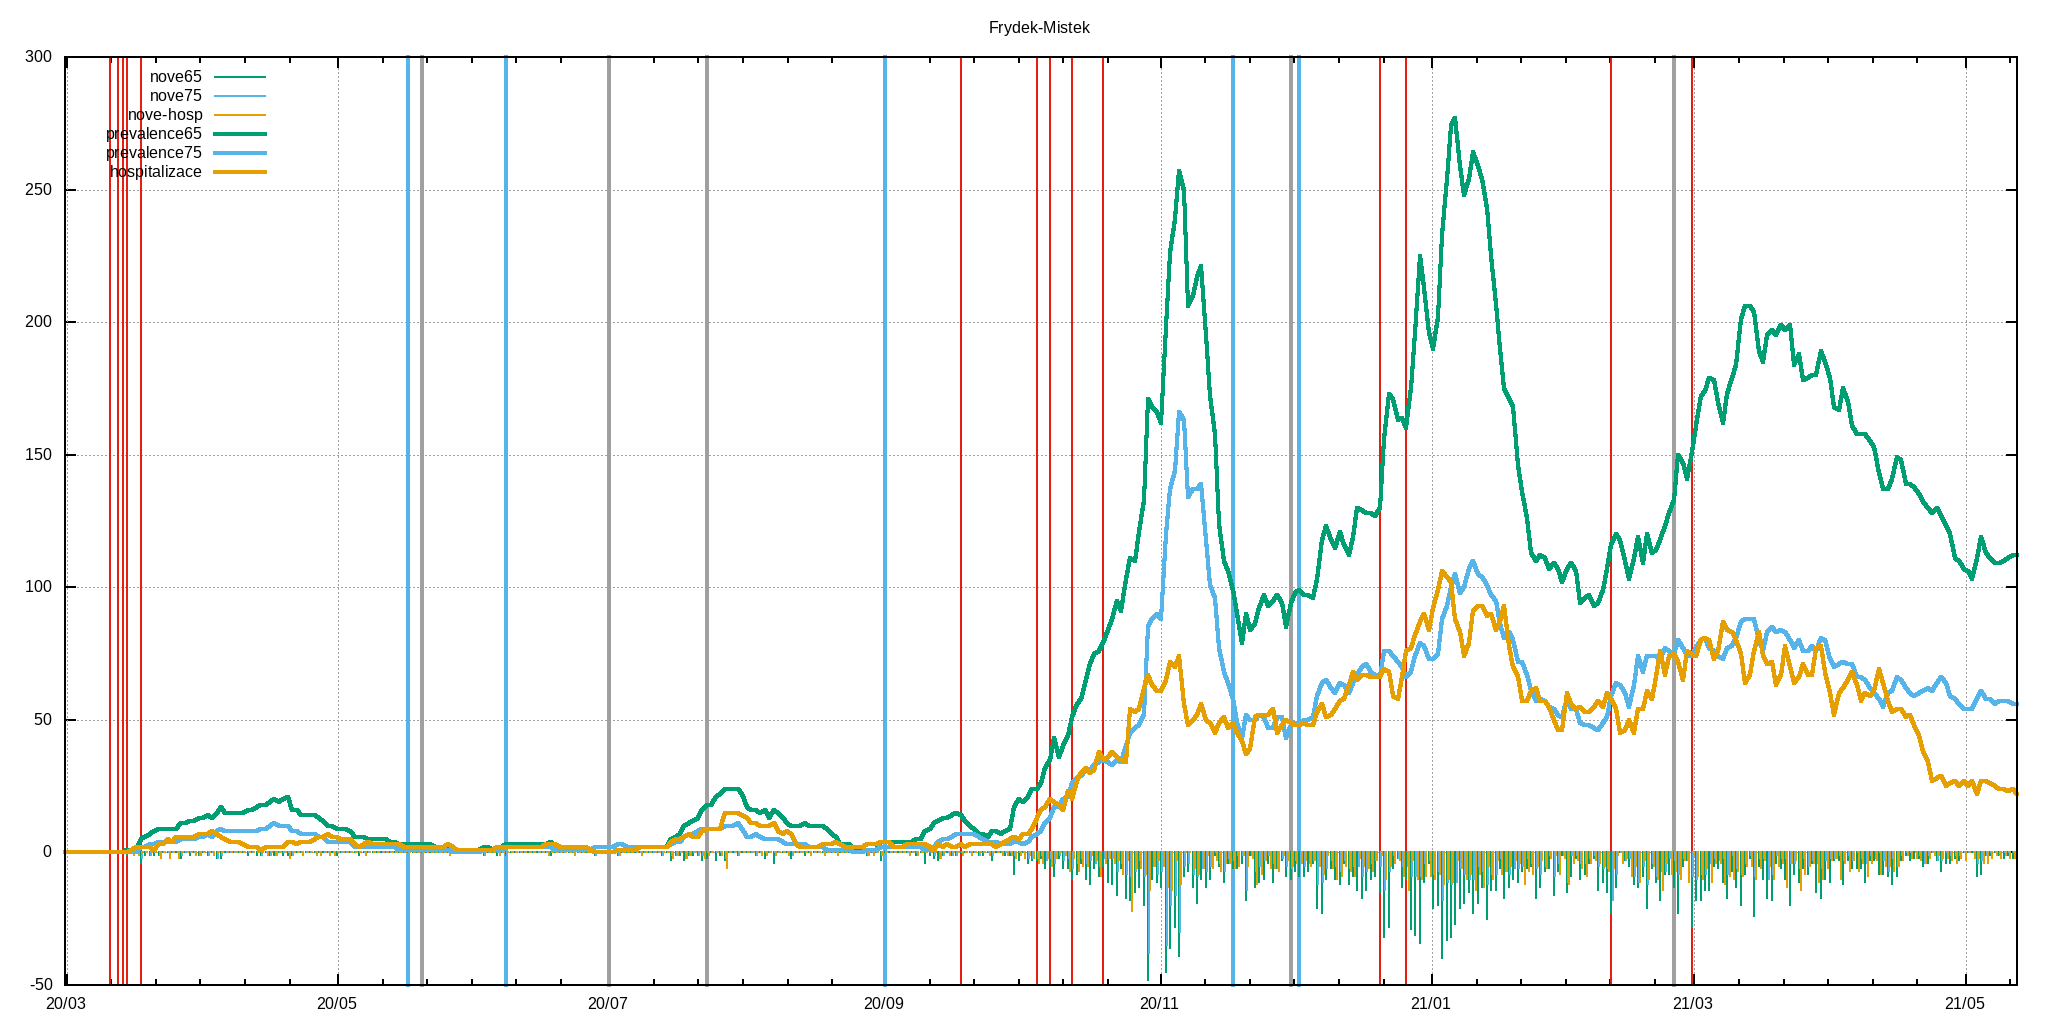 Frydek-Mistek
300
nove65
nove75
nove-hosp
prevalence65
prevalence75
hospitalizace
250
200
150
100
50
0
-50
20/03 20/05 20/07 20/09 20/11 21/01 21/03 21/05